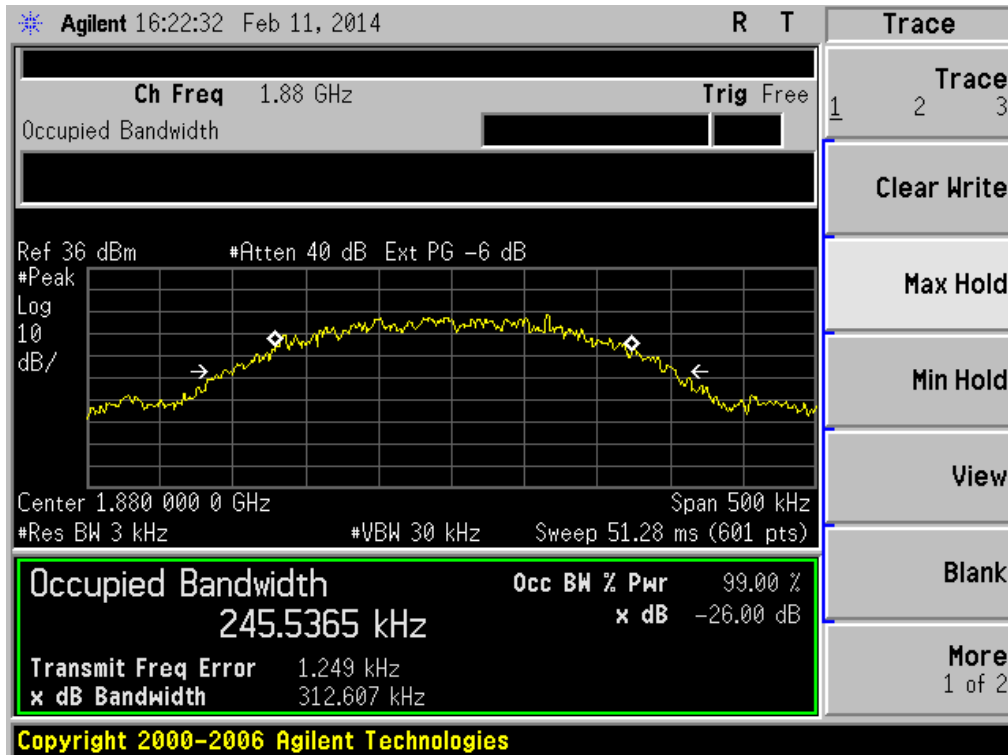 Agilent 16:22:32 Feb 11, 2014 R T
Ch Freq 1.88 GHz Trig Free
Occupied Bandwidth
Ref 36 dBm #Atten 40 dB Ext PG -6 dB
#Peak
Log
10
dB/
Center 1.880 000 0 GHz Span 500 kHz
#Res BW 3 kHz #VBW 30 kHz Sweep 51.28 ms (601 pts)
Occupied Bandwidth Occ BW % Pwr 99.00 %
245.5365 kHz x dB -26.00 dB
Transmit Freq Error 1.249 kHz
x dB Bandwidth 312.607 kHz
Copyright 2000-2006 Agilent Technologies
Trace
Trace
1 2 3
Clear Write
Max Hold
Min Hold
View
Blank
More
1 of 2